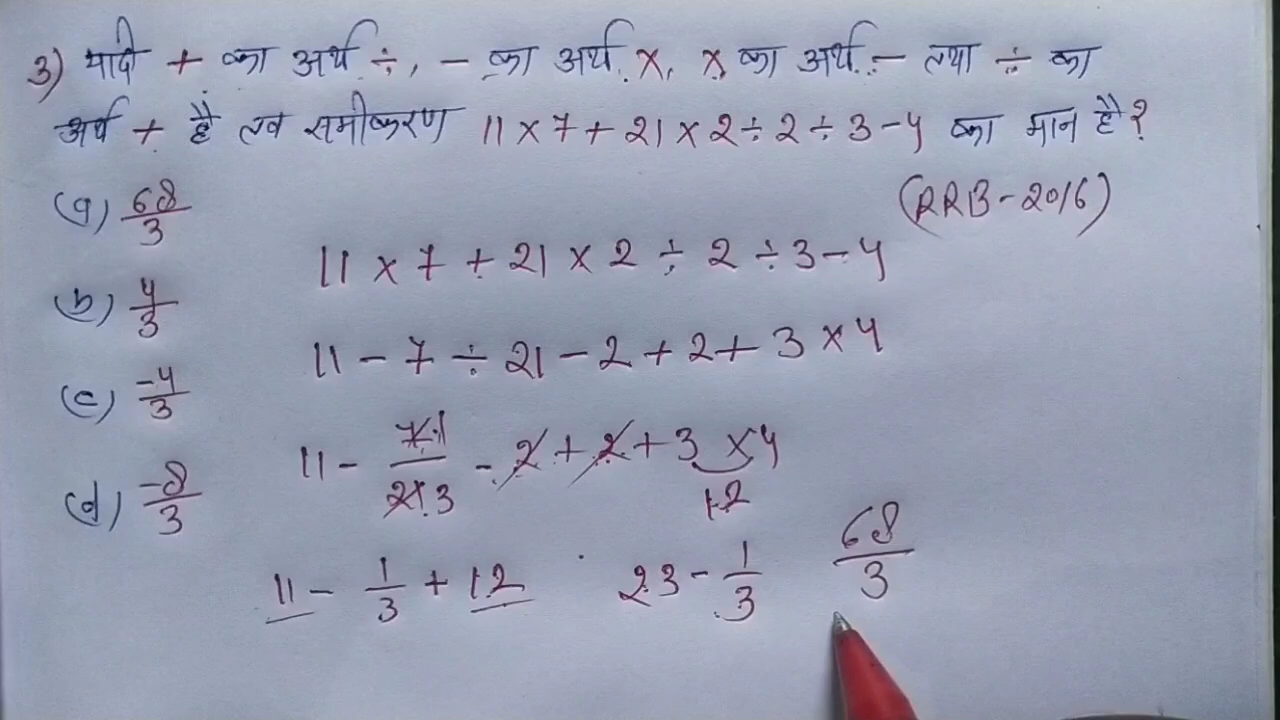 3) यादी + का अर्थ ÷, - का अर्थ x, x का अर्थ - तथा ÷ का
अर्थ + है तव समीकरण 11 x 7 + 21 x 2 ÷ 2 ÷ 3 - 4 का मान है?
(RRB-2016)
(a) 68/3
(b) 4/3
(c) -4/3
(d) -8/3
11 x 7 + 21 x 2 ÷ 2 ÷ 3 - 4
11 - 7 ÷ 21 - 2 + 2 + 3 x 4
11 - 7 1/21 3 - 2 + 2 + 3 x 4
12
11 - 1/3 + 12 23 - 1/3 68/3